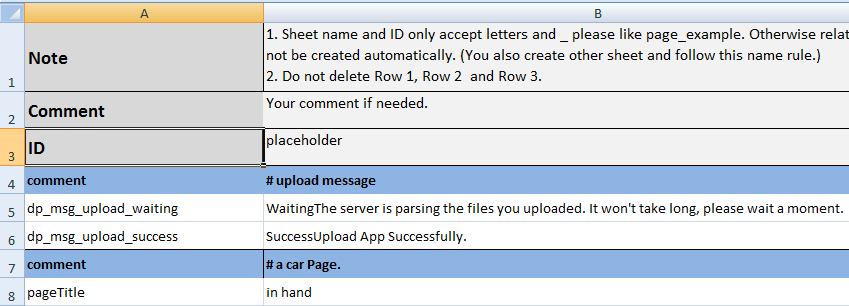 A B
1 Note 1. Sheet name and ID only accept letters and _ please like page_example. Otherwise relat
not be created automatically. (You also create other sheet and follow this name rule.)
2. Do not delete Row 1, Row 2 and Row 3.
2 Comment Your comment if needed.
3 ID placeholder
4 comment # upload message
5 dp_msg_upload_waiting WaitingThe server is parsing the files you uploaded. It won't take long, please wait a moment.
6 dp_msg_upload_success SuccessUpload App Successfully.
7 comment # a car Page.
8 pageTitle in hand